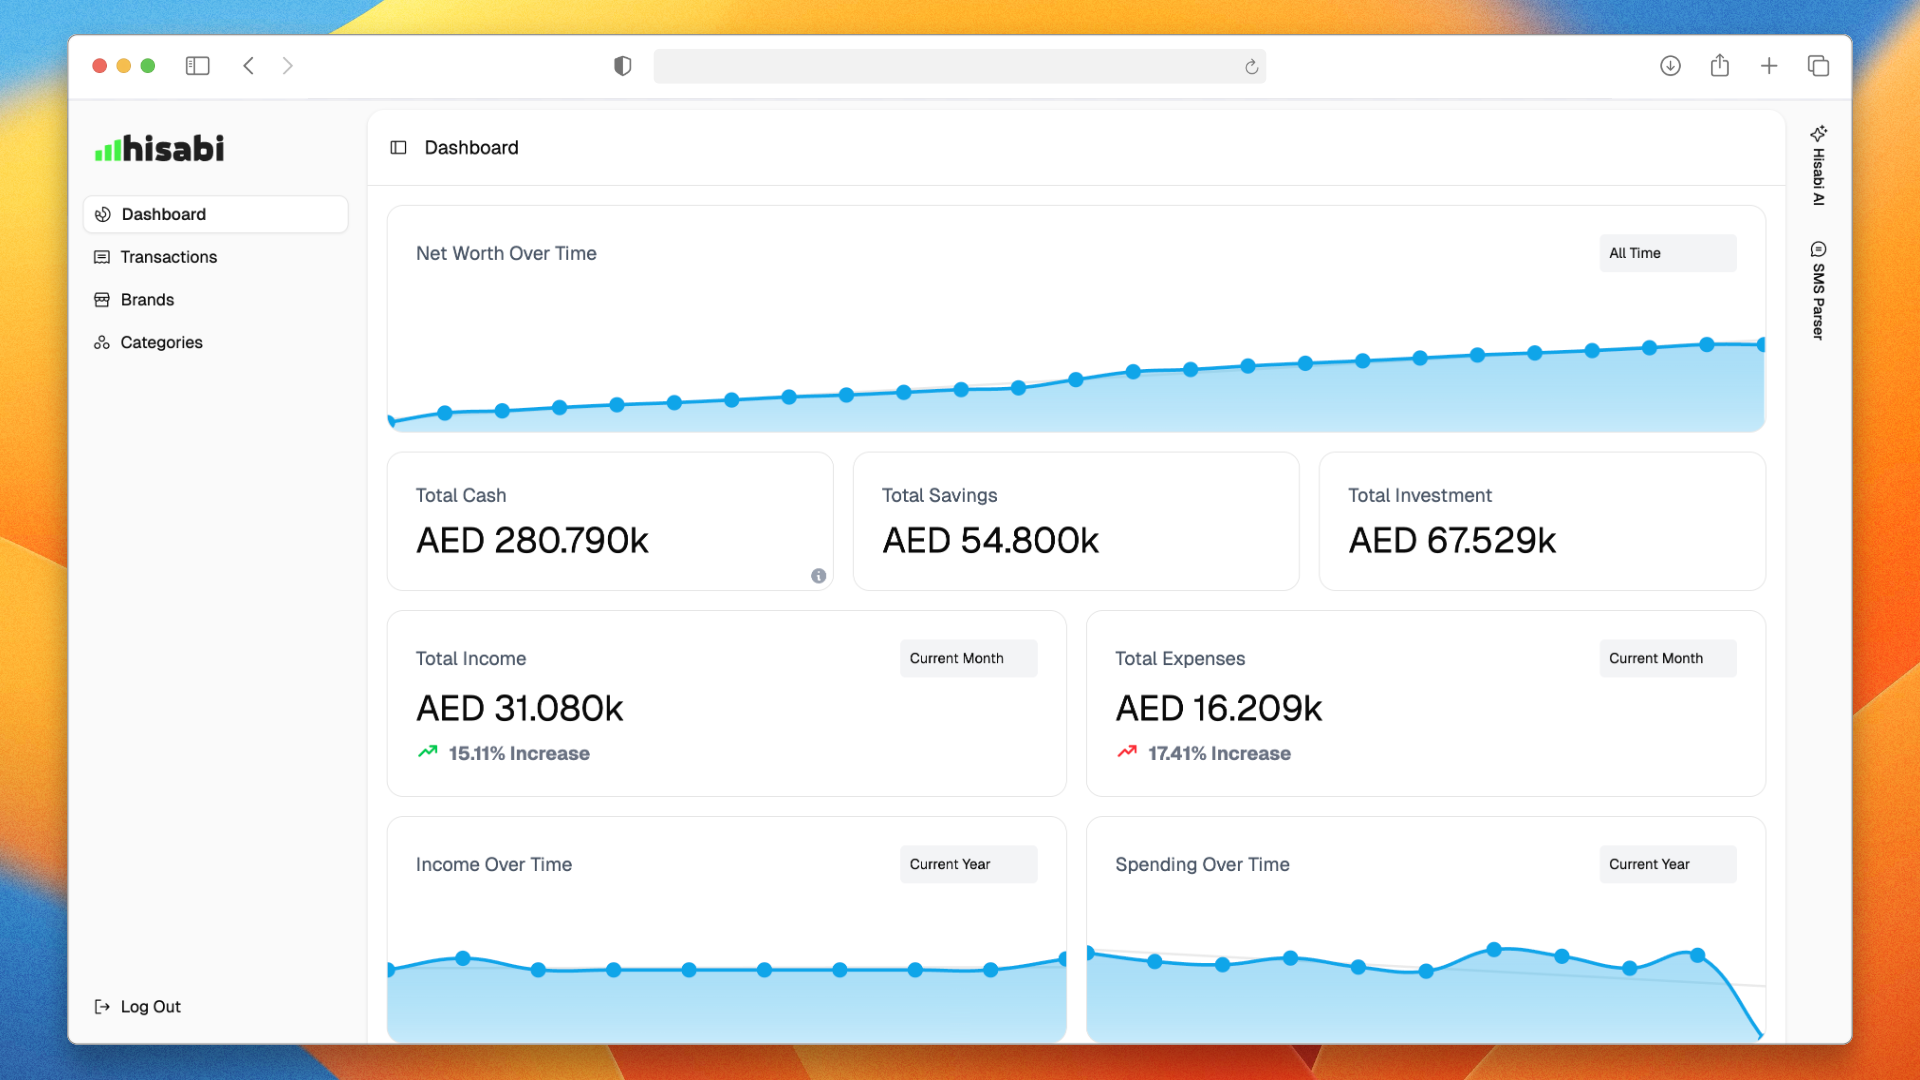 hisabi
Dashboard
Transactions
Brands
Categories
Log Out
Dashboard
Net Worth Over Time
All Time
Total Cash
AED 280.790k
Total Savings
AED 54.800k
Total Investment
AED 67.529k
Total Income
Current Month
AED 31.080k
15.11% Increase
Total Expenses
Current Month
AED 16.209k
17.41% Increase
Income Over Time
Current Year
Spending Over Time
Current Year
Hisabi AI
SMS Parser